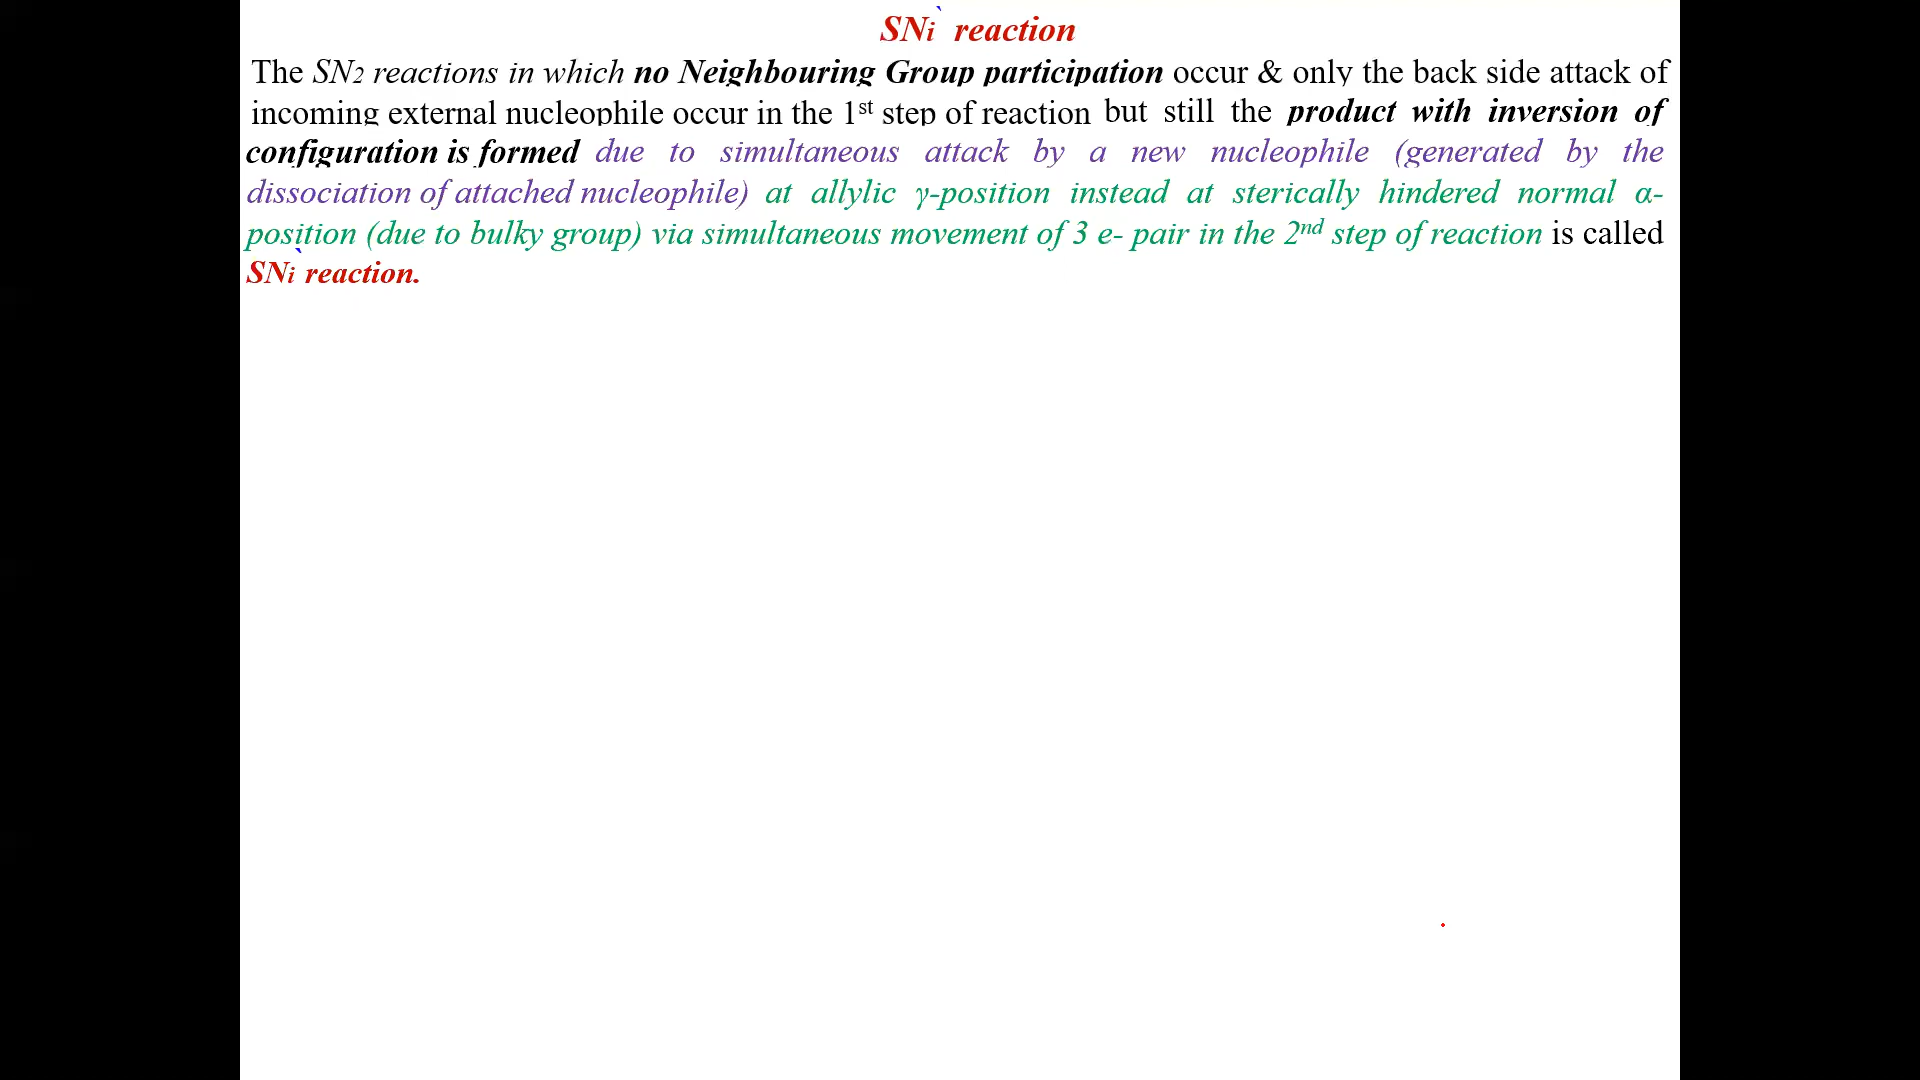 SNi` reaction
The SN2 reactions in which no Neighbouring Group participation occur & only the back side attack of
incoming external nucleophile occur in the 1st step of reaction but still the product with inversion of
configuration is formed due to simultaneous attack by a new nucleophile (generated by the
dissociation of attached nucleophile) at allylic γ-position instead at sterically hindered normal α-
position (due to bulky group) via simultaneous movement of 3 e- pair in the 2nd step of reaction is called
SNi` reaction.